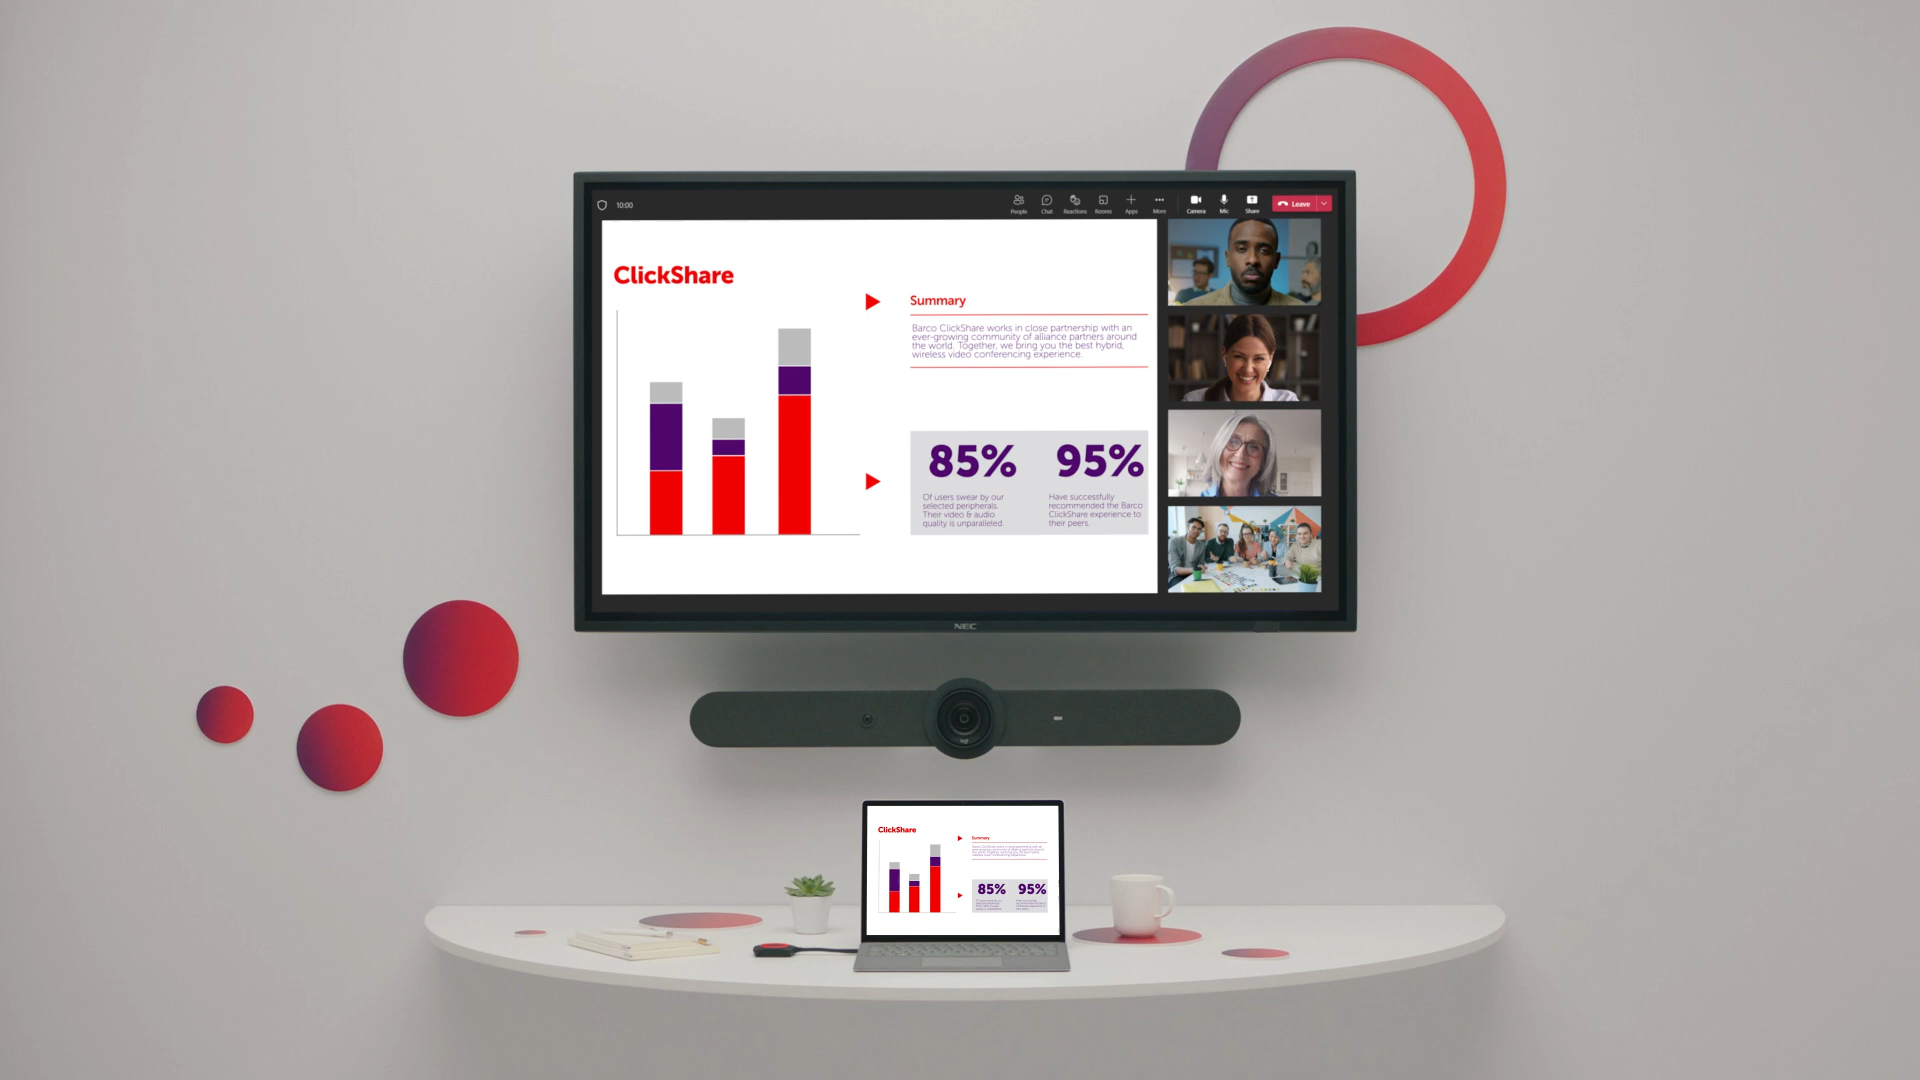 10:00
People Chat Reactions Rooms Apps More Camera Mic Share Leave
ClickShare
Summary
Barco ClickShare works in close partnership with an
ever-growing community of alliance partners around
the world. Together, we bring you the best hybrid,
wireless video conferencing experience.
85% 95%
Of users swear by our
selected peripherals.
Their video & audio
quality is unparalleled.
Have successfully
recommended the Barco
ClickShare experience to
their peers.
NEC
logi
ClickShare
Summary
85% 95%